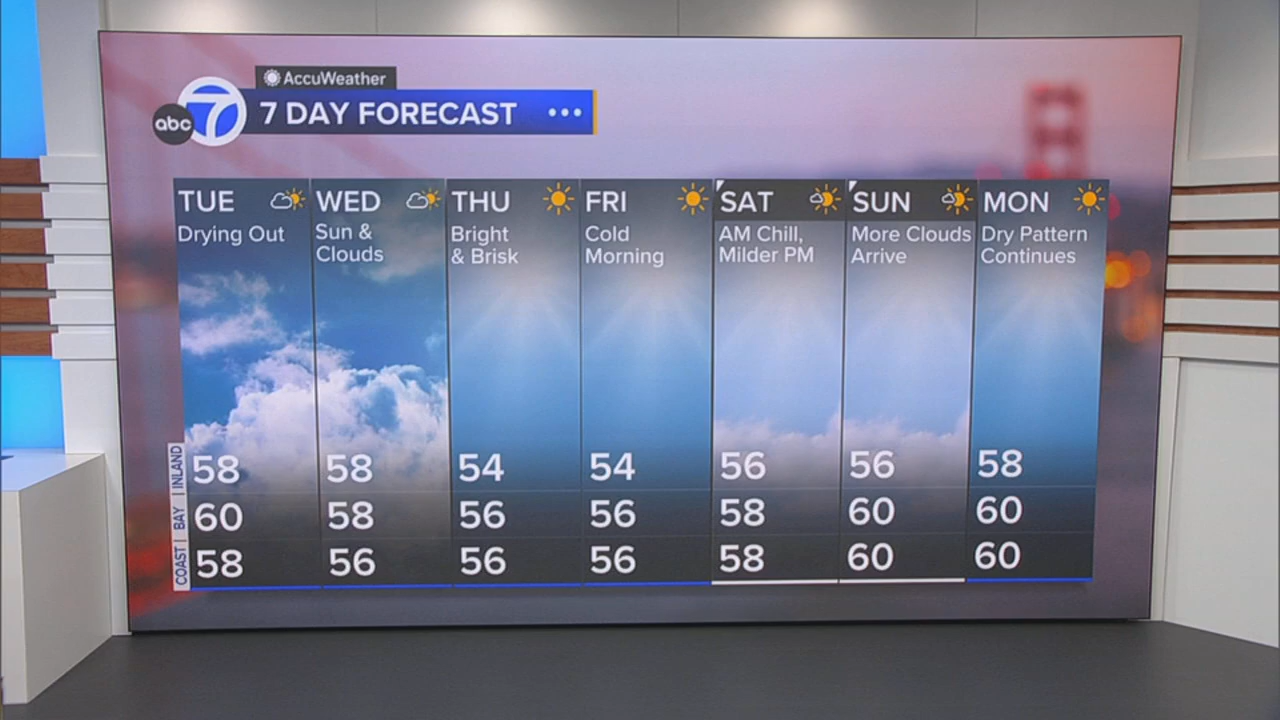 AccuWeather
abc 7 7 DAY FORECAST
TUE WED THU FRI SAT SUN MON
Drying Out
Sun &
Clouds
Bright
& Brisk
Cold
Morning
AM Chill,
Milder PM
More Clouds
Arrive
Dry Pattern
Continues
INLAND 58 58 54 54 56 56 58
BAY 60 58 56 56 58 60 60
COAST 58 56 56 56 58 60 60